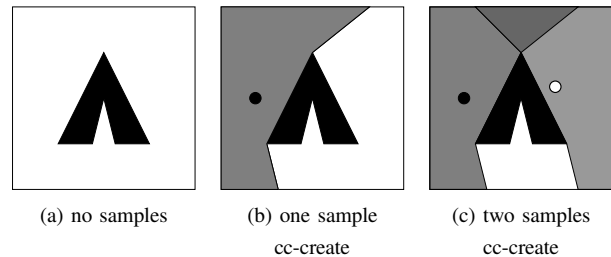 (a) no samples
(b) one sample
cc-create
(c) two samples
cc-create